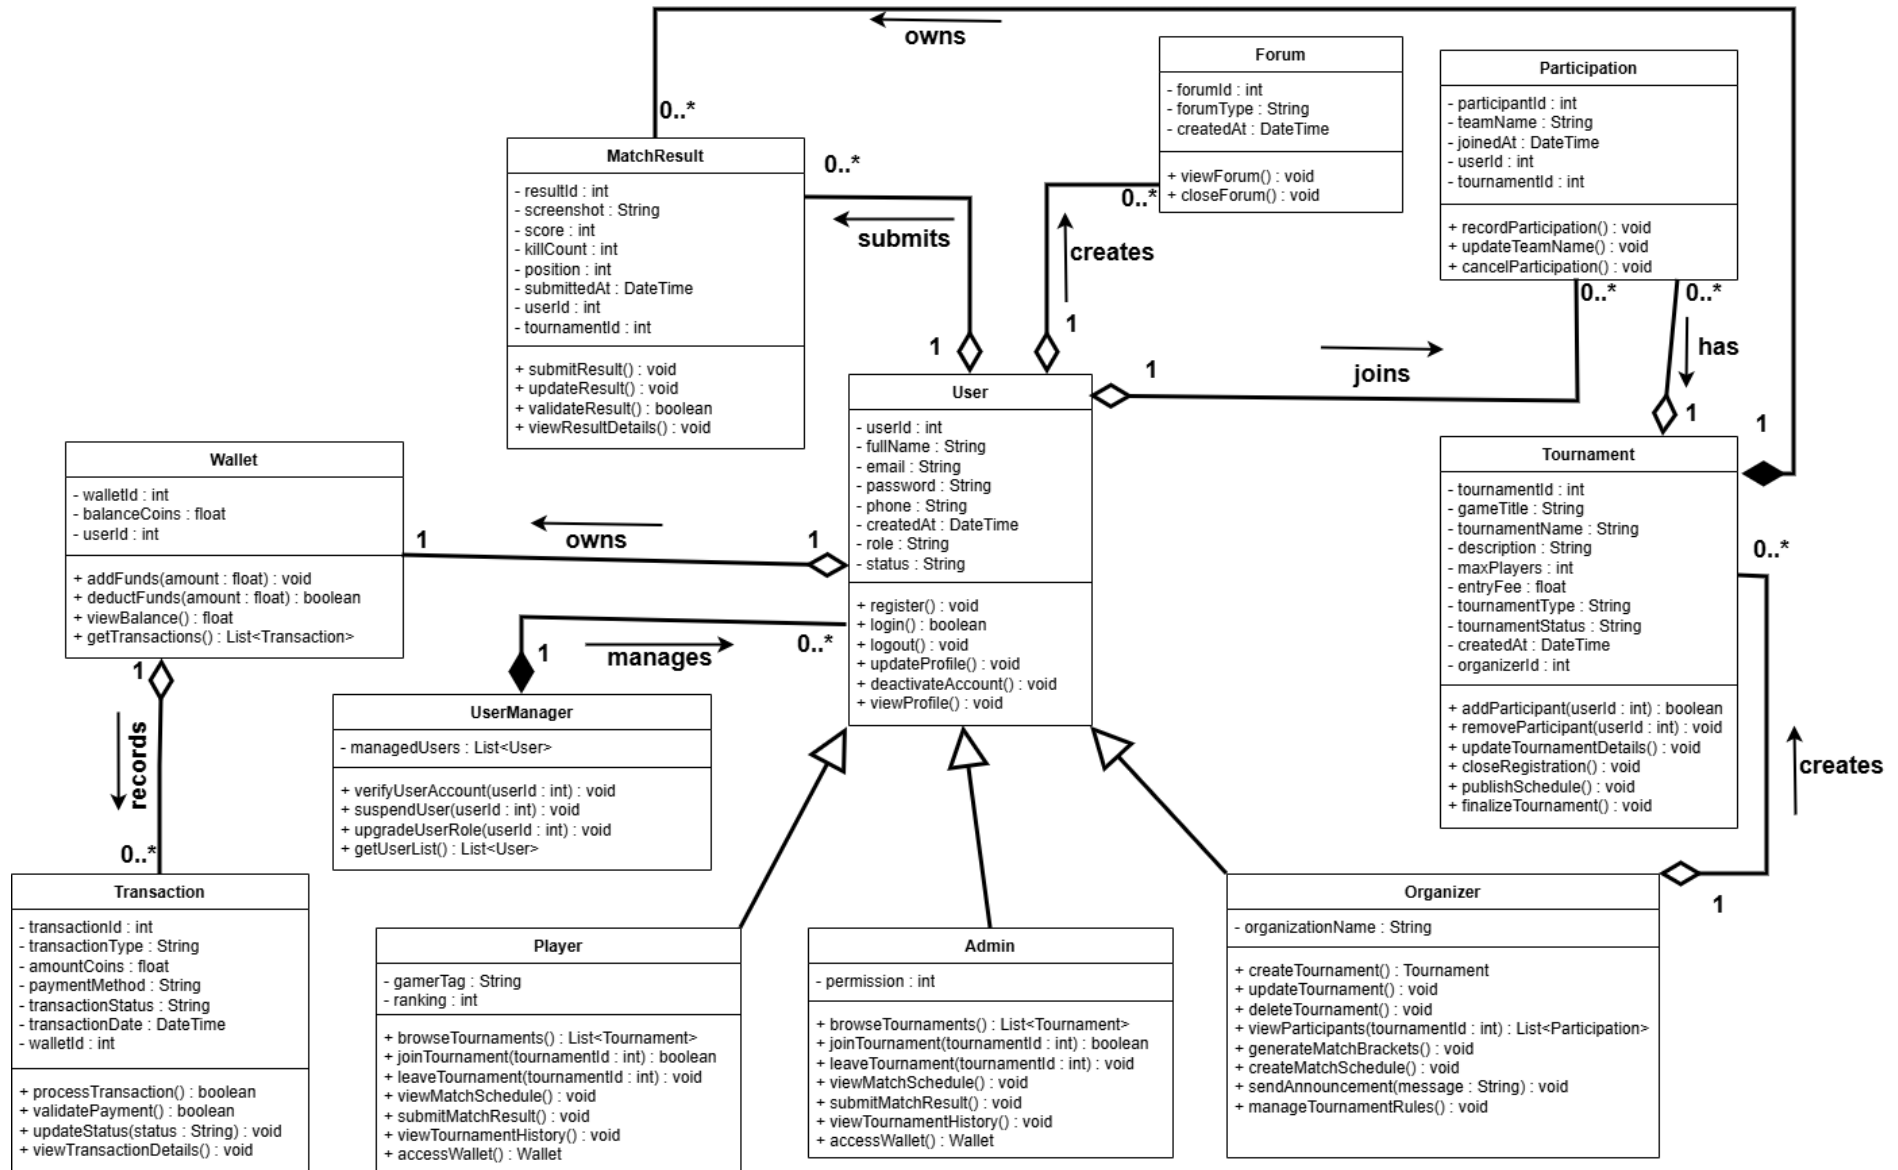 owns
0..*
Forum
- forumId : int
- forumType : String
- createdAt : DateTime
+ viewForum() : void
+ closeForum() : void
0..*
creates
1
Participation
- participantId : int
- teamName : String
- joinedAt : DateTime
- userId : int
- tournamentId : int
+ recordParticipation() : void
+ updateTeamName() : void
+ cancelParticipation() : void
0..*
0..*
has
1
1
joins
1
MatchResult
- resultId : int
- screenshot : String
- score : int
- killCount : int
- position : int
- submittedAt : DateTime
- userId : int
- tournamentId : int
+ submitResult() : void
+ updateResult() : void
+ validateResult() : boolean
+ viewResultDetails() : void
0..*
submits
1
User
- userId : int
- fullName : String
- email : String
- password : String
- phone : String
- createdAt : DateTime
- role : String
- status : String
+ register() : void
+ login() : boolean
+ logout() : void
+ updateProfile() : void
+ deactivateAccount() : void
+ viewProfile() : void
Tournament
- tournamentId : int
- gameTitle : String
- tournamentName : String
- description : String
- maxPlayers : int
- entryFee : float
- tournamentType : String
- tournamentStatus : String
- createdAt : DateTime
- organizerId : int
+ addParticipant(userId : int) : boolean
+ removeParticipant(userId : int) : void
+ updateTournamentDetails() : void
+ closeRegistration() : void
+ publishSchedule() : void
+ finalizeTournament() : void
0..*
creates
1
Wallet
- walletId : int
- balanceCoins : float
- userId : int
+ addFunds(amount : float) : void
+ deductFunds(amount : float) : boolean
+ viewBalance() : float
+ getTransactions() : List<Transaction>
1
owns
1
1
records
0..*
1
manages
0..*
UserManager
- managedUsers : List<User>
+ verifyUserAccount(userId : int) : void
+ suspendUser(userId : int) : void
+ upgradeUserRole(userId : int) : void
+ getUserList() : List<User>
Transaction
- transactionId : int
- transactionType : String
- amountCoins : float
- paymentMethod : String
- transactionStatus : String
- transactionDate : DateTime
- walletId : int
+ processTransaction() : boolean
+ validatePayment() : boolean
+ updateStatus(status : String) : void
+ viewTransactionDetails() : void
Player
- gamerTag : String
- ranking : int
+ browseTournaments() : List<Tournament>
+ joinTournament(tournamentId : int) : boolean
+ leaveTournament(tournamentId : int) : void
+ viewMatchSchedule() : void
+ submitMatchResult() : void
+ viewTournamentHistory() : void
+ accessWallet() : Wallet
Admin
- permission : int
+ browseTournaments() : List<Tournament>
+ joinTournament(tournamentId : int) : boolean
+ leaveTournament(tournamentId : int) : void
+ viewMatchSchedule() : void
+ submitMatchResult() : void
+ viewTournamentHistory() : void
+ accessWallet() : Wallet
Organizer
- organizationName : String
+ createTournament() : Tournament
+ updateTournament() : void
+ deleteTournament() : void
+ viewParticipants(tournamentId : int) : List<Participation>
+ generateMatchBrackets() : void
+ createMatchSchedule() : void
+ sendAnnouncement(message : String) : void
+ manageTournamentRules() : void